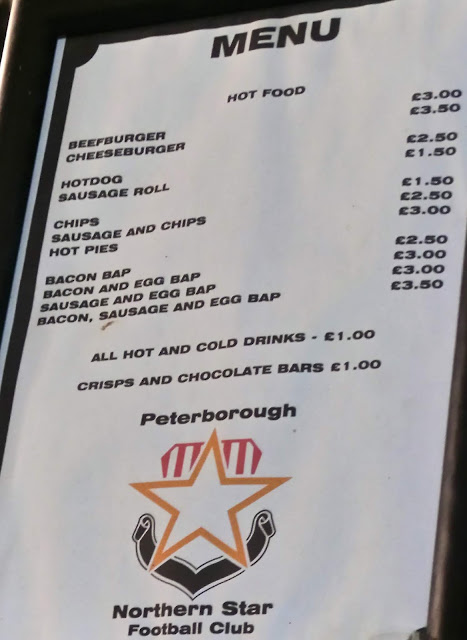 MENU
HOT FOOD
BEEFBURGER £3.00
CHEESEBURGER £3.50
HOTDOG £2.50
SAUSAGE ROLL £1.50
CHIPS £1.50
SAUSAGE AND CHIPS £2.50
HOT PIES £3.00
BACON BAP £2.50
BACON AND EGG BAP £3.00
SAUSAGE AND EGG BAP £3.00
BACON, SAUSAGE AND EGG BAP £3.50
ALL HOT AND COLD DRINKS - £1.00
CRISPS AND CHOCOLATE BARS £1.00
Peterborough
Northern Star
Football Club